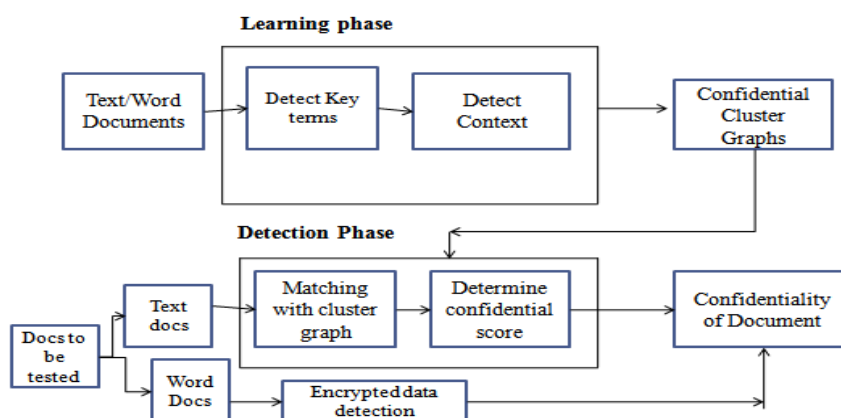 Learning phase
Text/Word
Documents
Detect Key
terms
Detect
Context
Confidential
Cluster
Graphs
Detection Phase
Docs to
be
tested
Text
docs
Matching
with cluster
graph
Determine
confidential
score
Confidentiality
of Document
Word
Docs
Encrypted data
detection